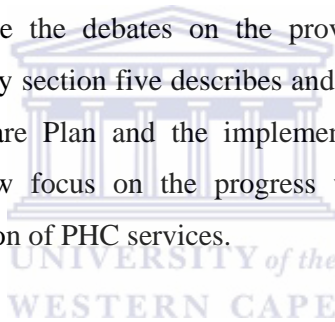 e the debates on the prov
y section five describes and
are Plan and the implemen
w focus on the progress
on of PHC services.
UNIVERSITY of the
WESTERN CAPE